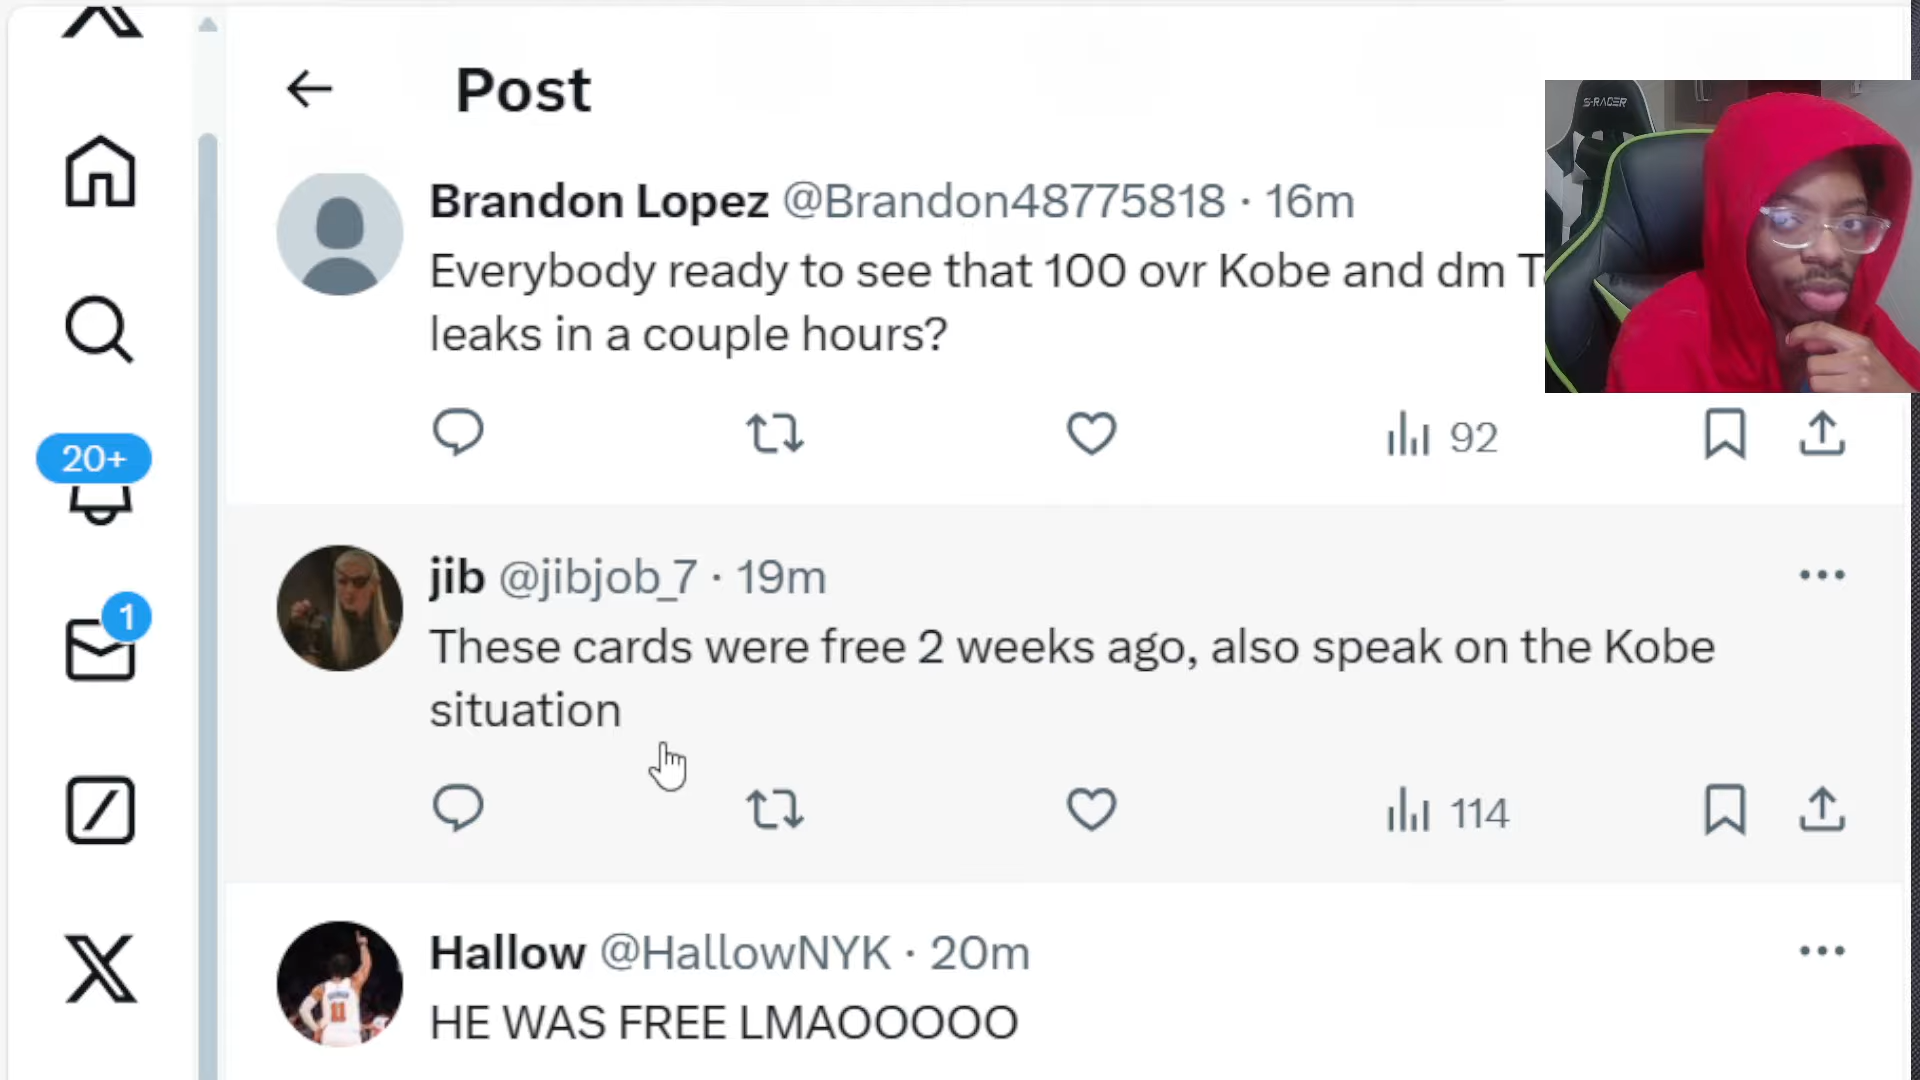 Post
S-RACER
Brandon Lopez @Brandon48775818 · 16m
Everybody ready to see that 100 ovr Kobe and dm
leaks in a couple hours?
92
20+
jib @jibjob_7 · 19m
These cards were free 2 weeks ago, also speak on the Kobe
situation
1
114
Hallow @HallowNYK · 20m
HE WAS FREE LMAOOOOO
11